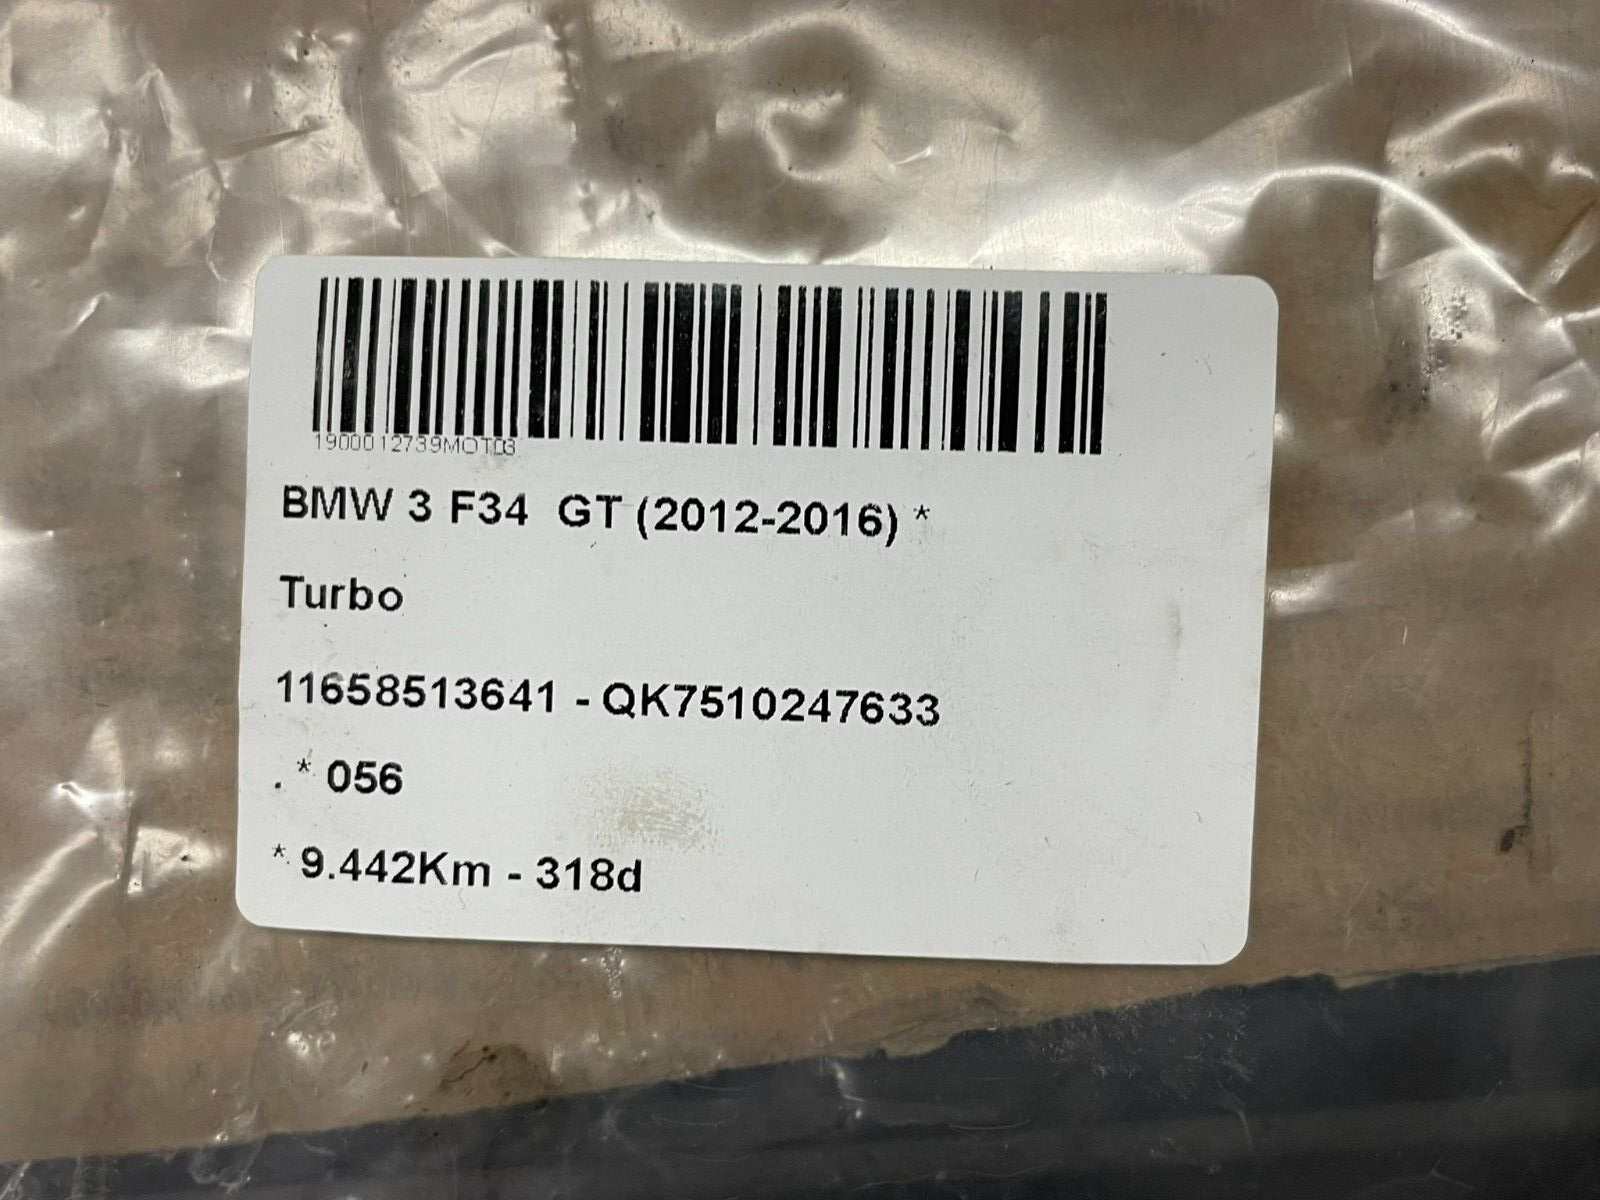 1900012739MOT03
BMW 3 F34 GT (2012-2016) *
Turbo
11658513641 - QK7510247633
. * 056
* 9.442Km - 318d